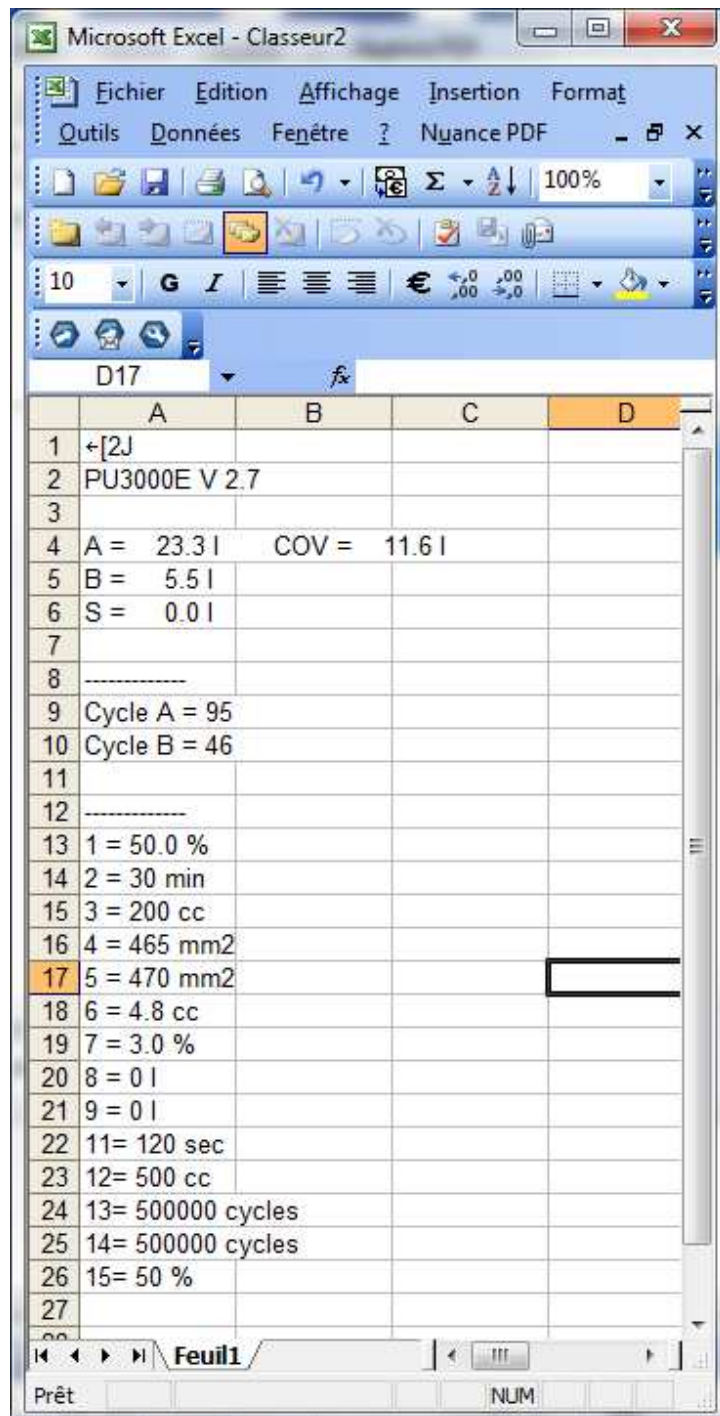 Microsoft Excel - Classeur2
Fichier Edition Affichage Insertion Format
Outils Données Fenêtre ? Nuance PDF
100%
10 G I
D17 fx
A B C D
1 ←[2J
2 PU3000E V 2.7
3
4 A = 23.3 l COV = 11.6 l
5 B = 5.5 l
6 S = 0.0 l
7
8 -------------
9 Cycle A = 95
10 Cycle B = 46
11
12 -------------
13 1 = 50.0 %
14 2 = 30 min
15 3 = 200 cc
16 4 = 465 mm2
17 5 = 470 mm2
18 6 = 4.8 cc
19 7 = 3.0 %
20 8 = 0 l
21 9 = 0 l
22 11= 120 sec
23 12= 500 cc
24 13= 500000 cycles
25 14= 500000 cycles
26 15= 50 %
27
Feuil1
Prêt NUM